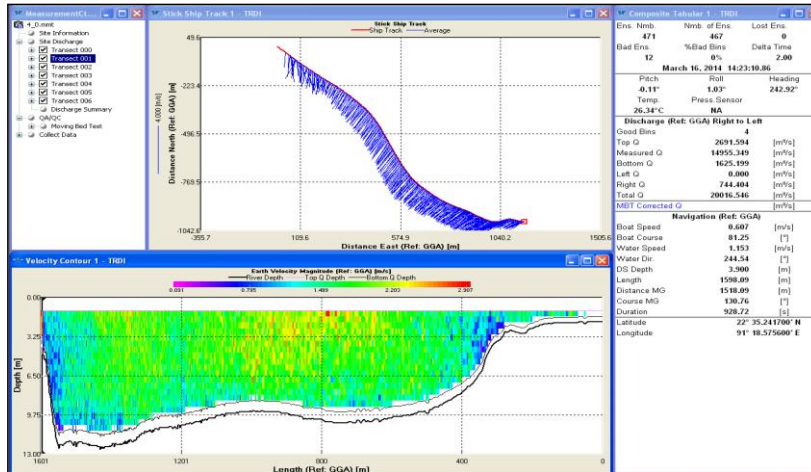 MeasurementCt...
4_0.mmt
Site Information
Site Discharge
Transect 000
Transect 001
Transect 002
Transect 003
Transect 004
Transect 005
Transect 006
Discharge Summary
QA/QC
Moving Bed Test
Collect Data
Stick Ship Track 1 - TRDI
Stick Ship Track
Ship Track Average
4.000 [m/s]
Distance North (Ref: GGA) [m]
49.6
-223.4
-496.5
-769.5
-1042.6
-355.7 109.6 574.9 1040.2 1505.6
Distance East (Ref: GGA) [m]
Velocity Contour 1 - TRDI
Earth Velocity Magnitude (Ref: GGA) [m/s]
River Depth Top Q Depth Bottom Q Depth
0.091 0.795 1.499 2.203 2.907
Depth [m]
0.00
3.25
6.50
9.75
13.00
1601 1201 800 400 0
Length (Ref: GGA) [m]
Composite Tabular 1 - TRDI
Ens. Nmb. Nmb. of Ens. Lost Ens.
471 467 0
Bad Ens. %Bad Bins Delta Time
12 0% 2.00
March 16, 2014 14:23:10.86
Pitch Roll Heading
-0.11° 1.03° 242.92°
Temp. Press.Sensor
26.34°C NA
Discharge (Ref: GGA) Right to Left
Good Bins 4
Top Q 2691.594 [m³/s]
Measured Q 14955.349 [m³/s]
Bottom Q 1625.199 [m³/s]
Left Q 0.000 [m³/s]
Right Q 744.404 [m³/s]
Total Q 20016.546 [m³/s]
MBT Corrected Q [m³/s]
Navigation (Ref: GGA)
Boat Speed 0.607 [m/s]
Boat Course 81.25 [°]
Water Speed 1.153 [m/s]
Water Dir. 244.54 [°]
DS Depth 3.900 [m]
Length 1598.09 [m]
Distance MG 1518.09 [m]
Course MG 130.76 [°]
Duration 928.72 [s]
Latitude 22° 35.241700' N
Longitude 91° 18.575600' E